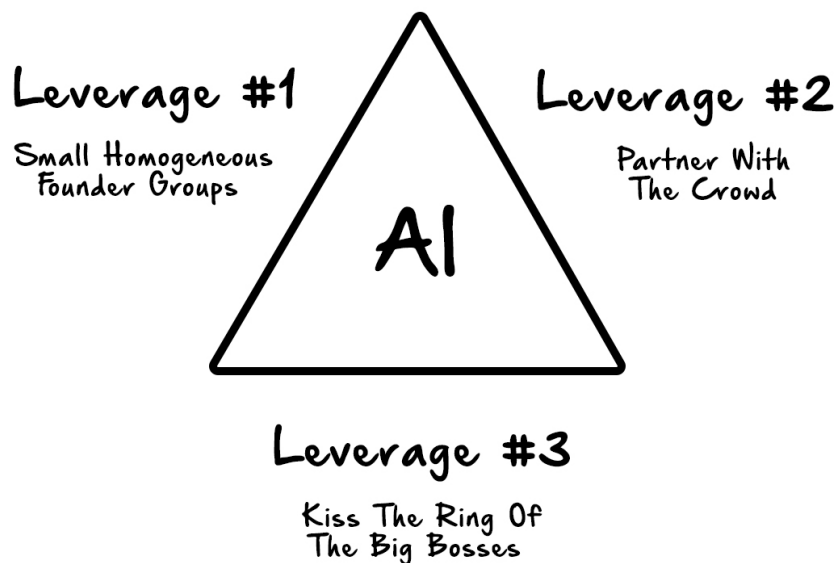 Leverage #1
Small Homogeneous
Founder Groups
Leverage #2
Partner With
The Crowd
AI
Leverage #3
Kiss The Ring Of
The Big Bosses